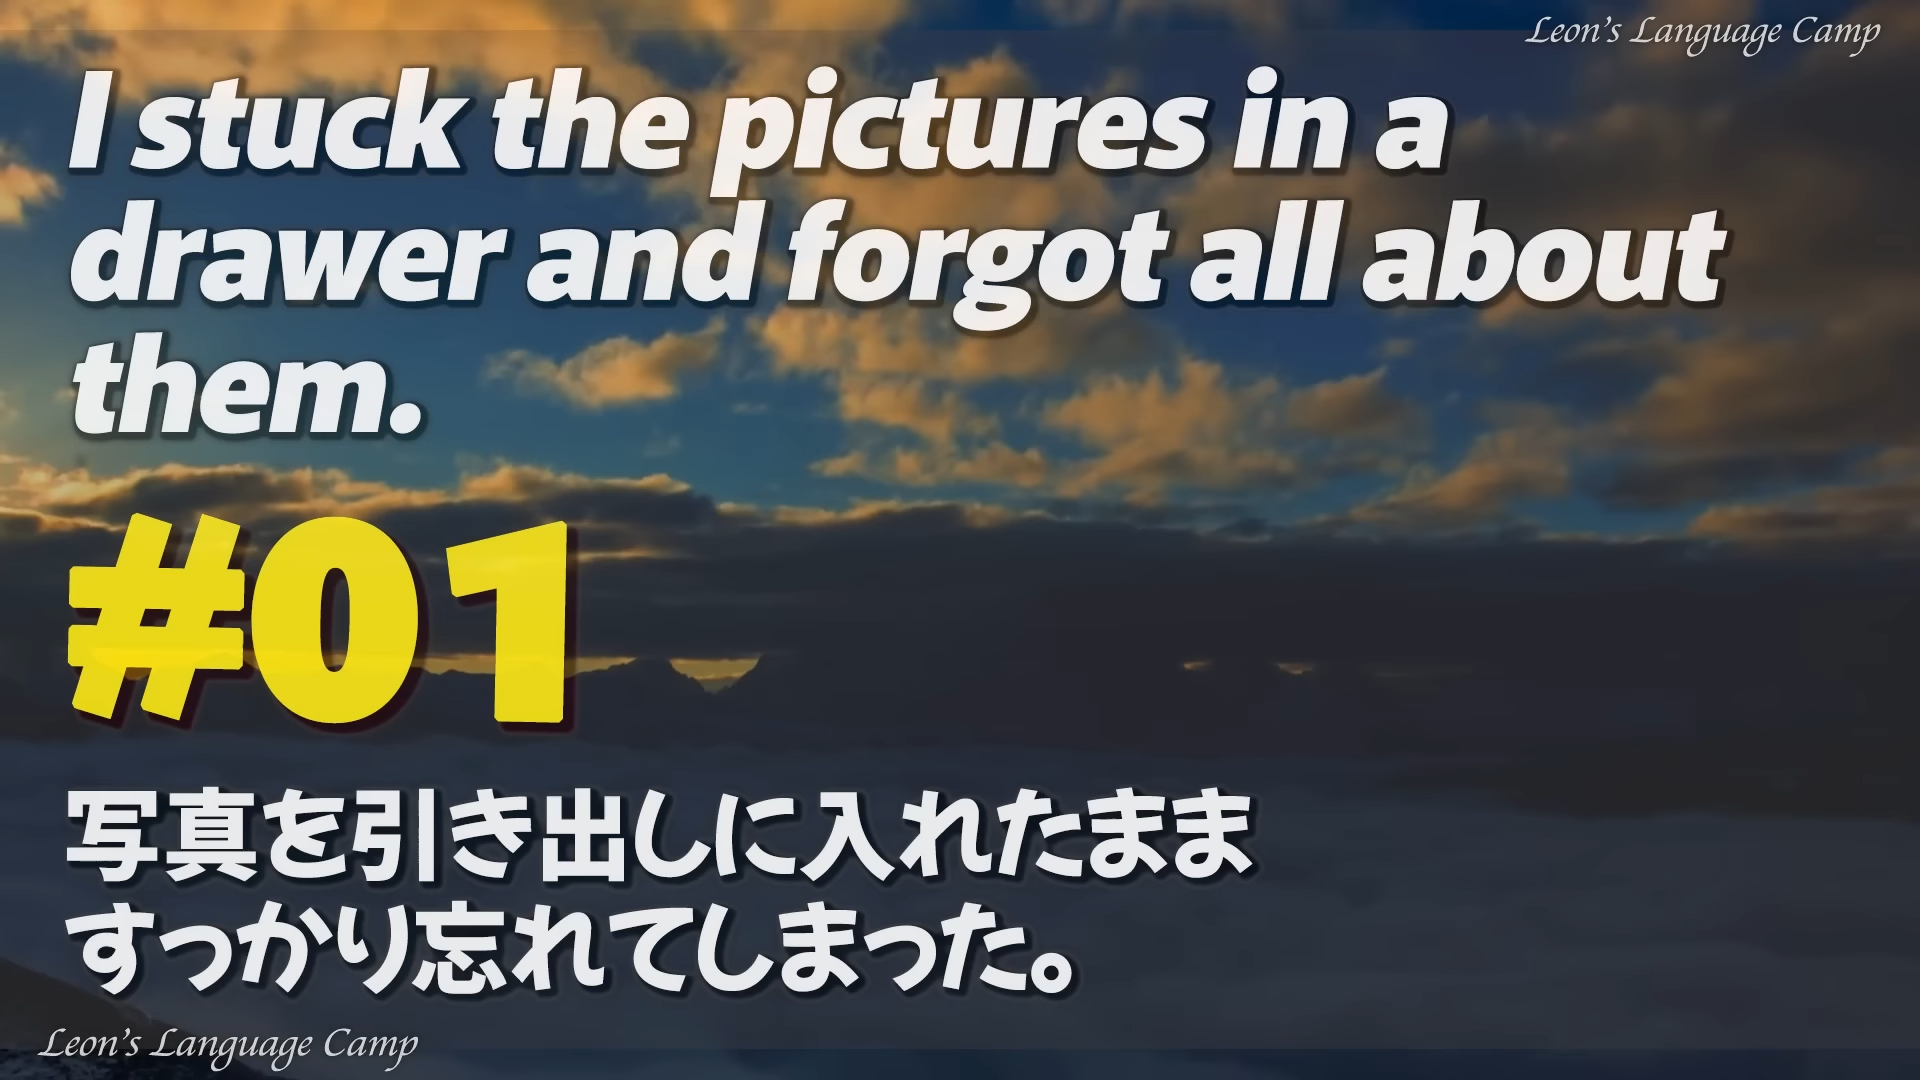 Leon's Language Camp
I stuck the pictures in a
drawer and forgot all about
them.
#01
写真を引き出しに入れたまま
すっかり忘れてしまった。
Leon's Language Camp